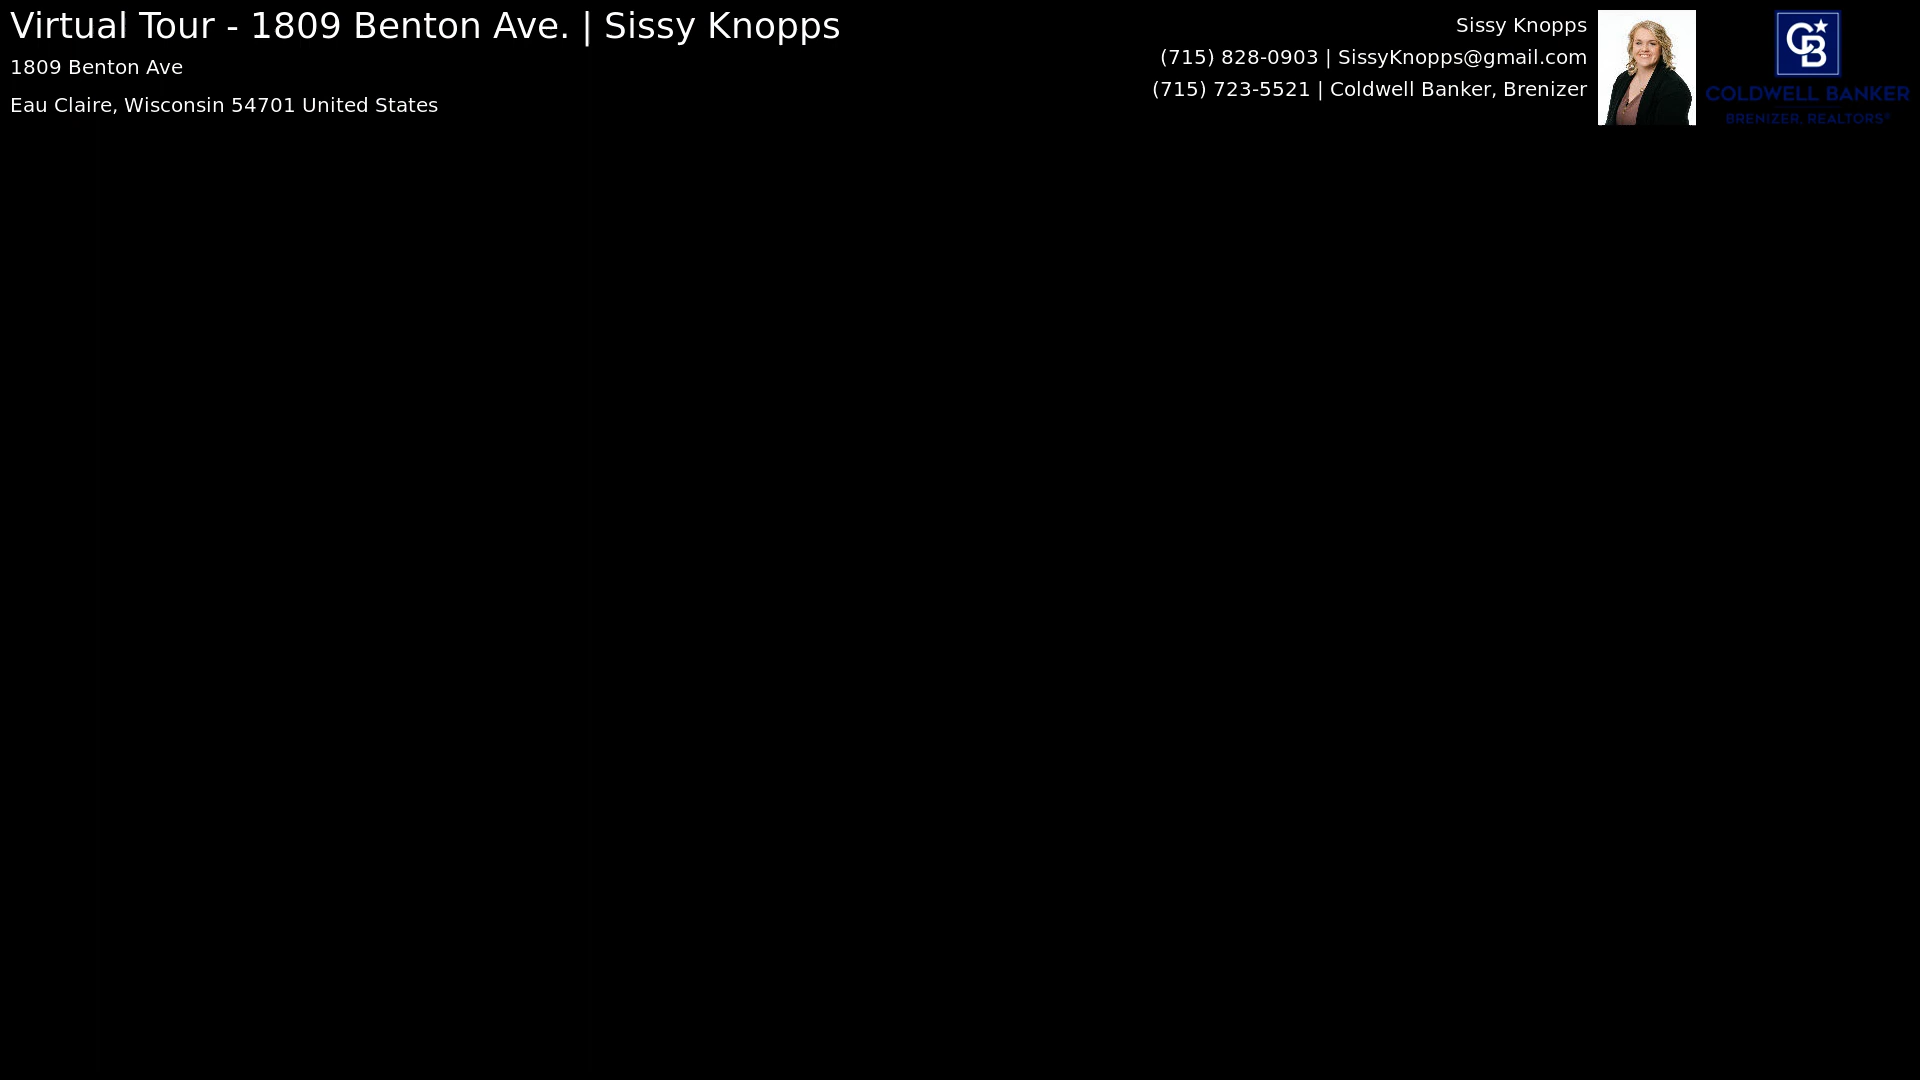 Virtual Tour - 1809 Benton Ave. | Sissy Knopps
1809 Benton Ave
Eau Claire, Wisconsin 54701 United States
Sissy Knopps
(715) 828-0903 | SissyKnopps@gmail.com
(715) 723-5521 | Coldwell Banker, Brenizer
CB
COLDWELL BANKER
BRENIZER, REALTORS®